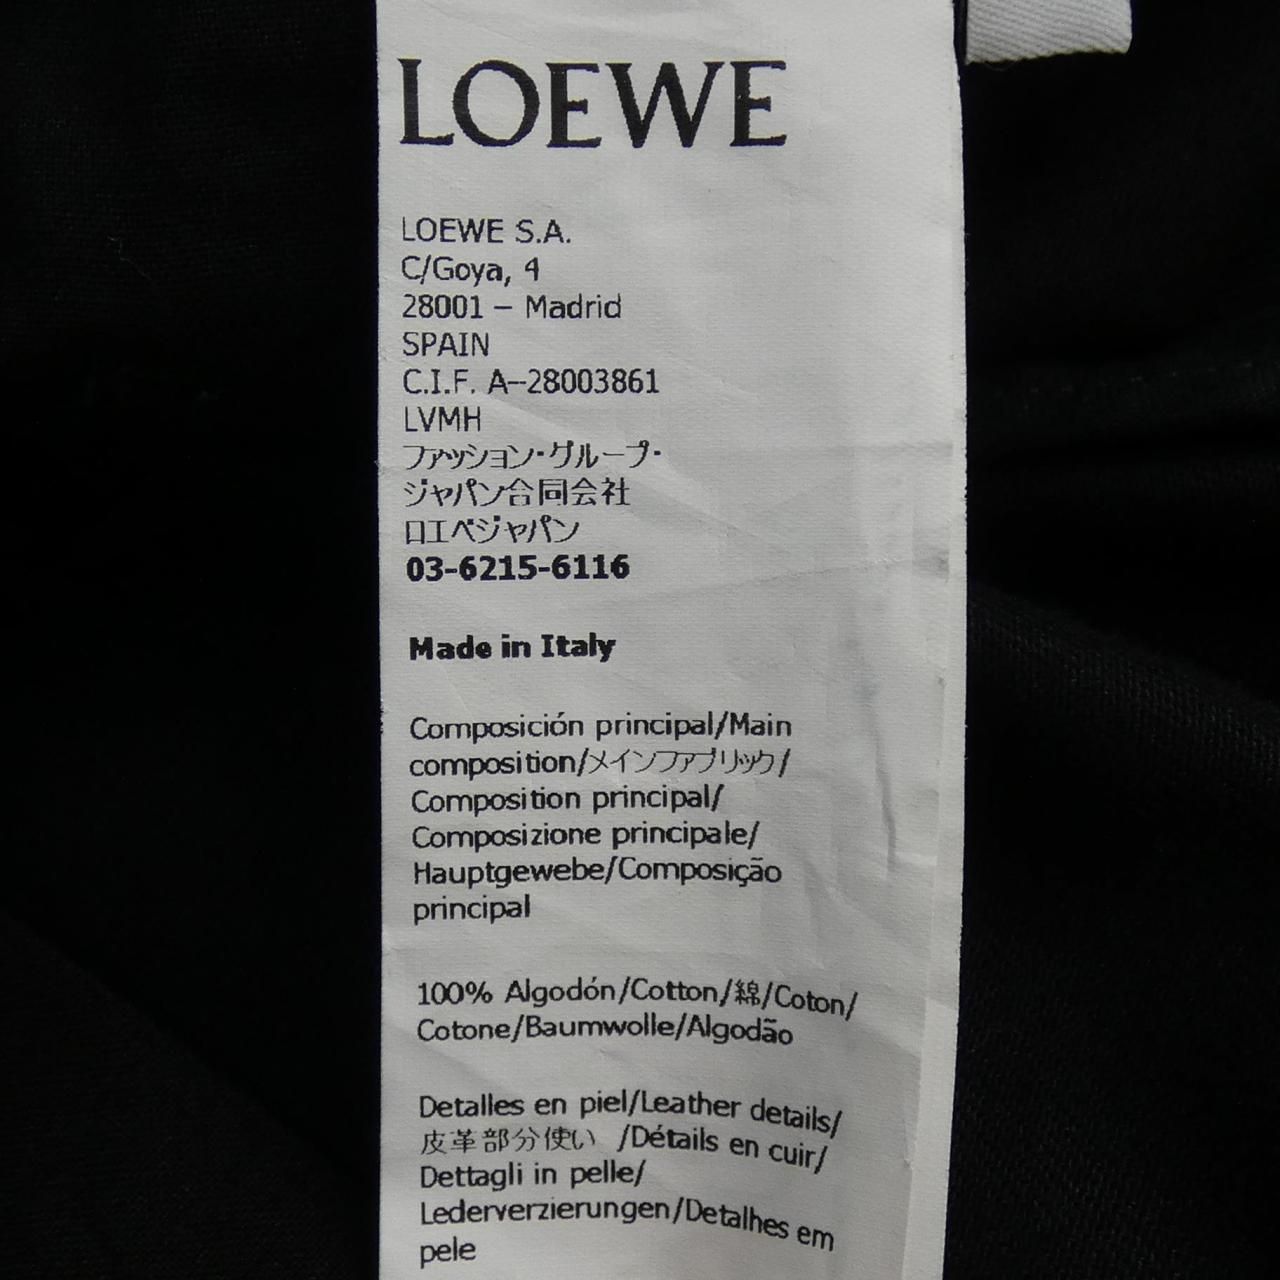 LOEWE
LOEWE S.A.
C/Goya, 4
28001 – Madrid
SPAIN
C.I.F. A–28003861
LVMH
ファッション・グループ・
ジャパン合同会社
ロエベジャパン
03-6215-6116
Made in Italy
Composición principal/Main
composition/メインファブリック/
Composition principal/
Composizione principale/
Hauptgewebe/Composição
principal
100% Algodón/Cotton/綿/Coton/
Cotone/Baumwolle/Algodão
Detalles en piel/Leather details/
皮革部分使い /Détails en cuir/
Dettagli in pelle/
Lederverzierungen/Detalhes em
pele